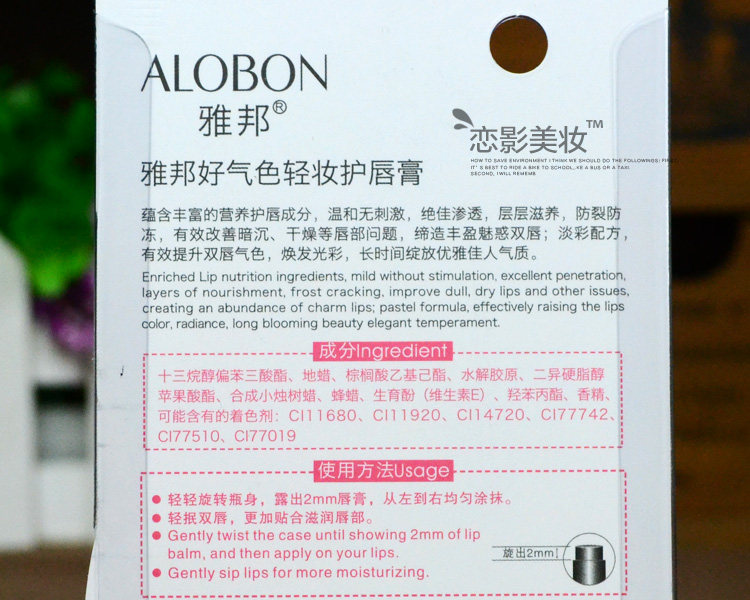 ALOBON
雅邦®
恋影美妆™
HOW TO SAVE ENVIRONMENT I THINK WE SHOULD DO THE FOLLOWINGS: FIRST,
IT' S BEST TO RIDE A BIKE TO SCHOOL,
SECOND, I WILL REMEMB
雅邦好气色轻妆护唇膏
蕴含丰富的营养护唇成分，温和无刺激，绝佳渗透，层层滋养，防裂防
冻，有效改善暗沉、干燥等唇部问题，缔造丰盈魅惑双唇；淡彩配方，
有效提升双唇气色，焕发光彩，长时间绽放优雅佳人气质。
Enriched Lip nutrition ingredients, mild without stimulation, excellent penetration,
layers of nourishment, frost cracking, improve dull, dry lips and other issues,
creating an abundance of charm lips; pastel formula, effectively raising the lips
color, radiance, long blooming beauty elegant temperament.
成分Ingredient
十三烷醇偏苯三酸酯、地蜡、棕榈酸乙基己酯、水解胶原、二异硬脂醇
苹果酸酯、合成小烛树蜡、蜂蜡、生育酚（维生素E）、羟苯丙酯、香精、
可能含有的着色剂：CI11680、CI11920、CI14720、CI77742、
CI77510、CI77019
使用方法Usage
● 轻轻旋转瓶身，露出2mm唇膏，从左到右均匀涂抹。
● 轻抿双唇，更加贴合滋润唇部。
● Gently twist the case until showing 2mm of lip
balm, and then apply on your lips.
● Gently sip lips for more moisturizing.
旋出2mm